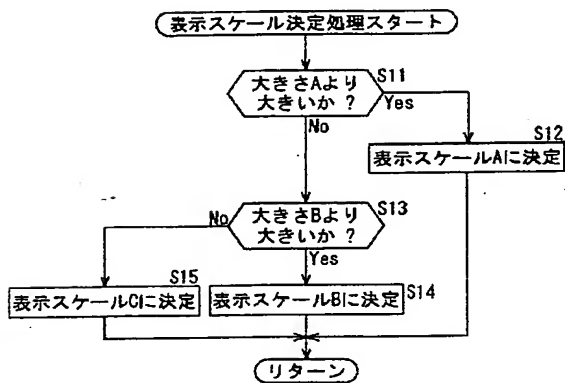 表示スケール決定処理スタート
S11
大きさAより
大きいか ?
Yes
No
S12
表示スケールAに決定
S13
大きさBより
大きいか ?
No
Yes
S15
表示スケールCに決定
表示スケールBに決定
S14
リターン